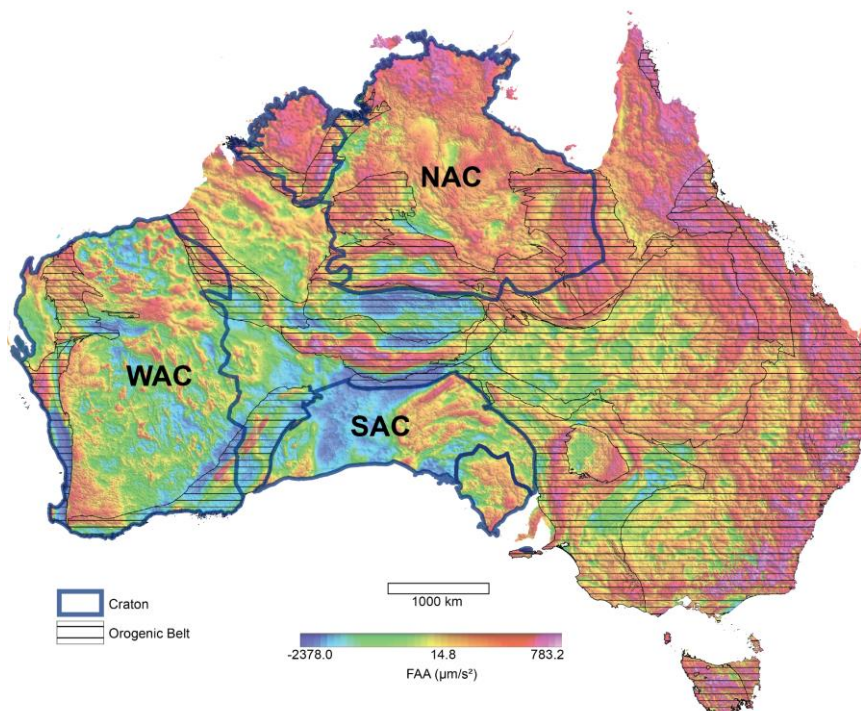 NAC
WAC
SAC
Craton
Orogenic Belt
1000 km
-2378.0 14.8 783.2
FAA (µm/s²)